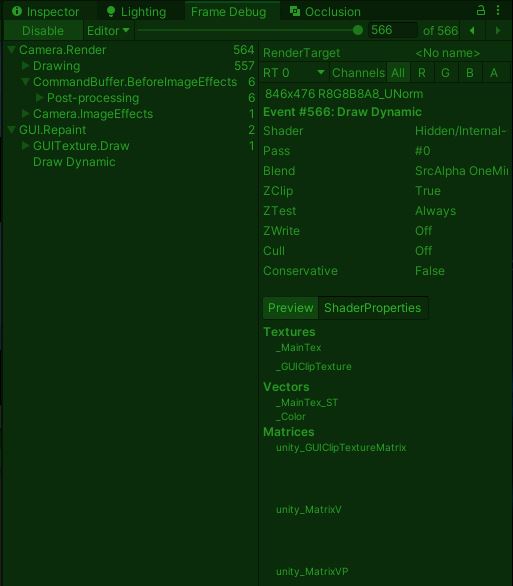 Inspector Lighting Frame Debug Occlusion
Disable Editor 566 of 566
Camera.Render 564
Drawing 557
CommandBuffer.BeforeImageEffects 6
Post-processing 6
Camera.ImageEffects 1
GUI.Repaint 2
GUITexture.Draw 1
Draw Dynamic
RenderTarget <No name>
RT 0 Channels All R G B A
846x476 R8G8B8A8_UNorm
Event #566: Draw Dynamic
Shader Hidden/Internal-
Pass #0
Blend SrcAlpha OneMin
ZClip True
ZTest Always
ZWrite Off
Cull Off
Conservative False
Preview ShaderProperties
Textures
_MainTex
_GUIClipTexture
Vectors
_MainTex_ST
_Color
Matrices
unity_GUIClipTextureMatrix
unity_MatrixV
unity_MatrixVP